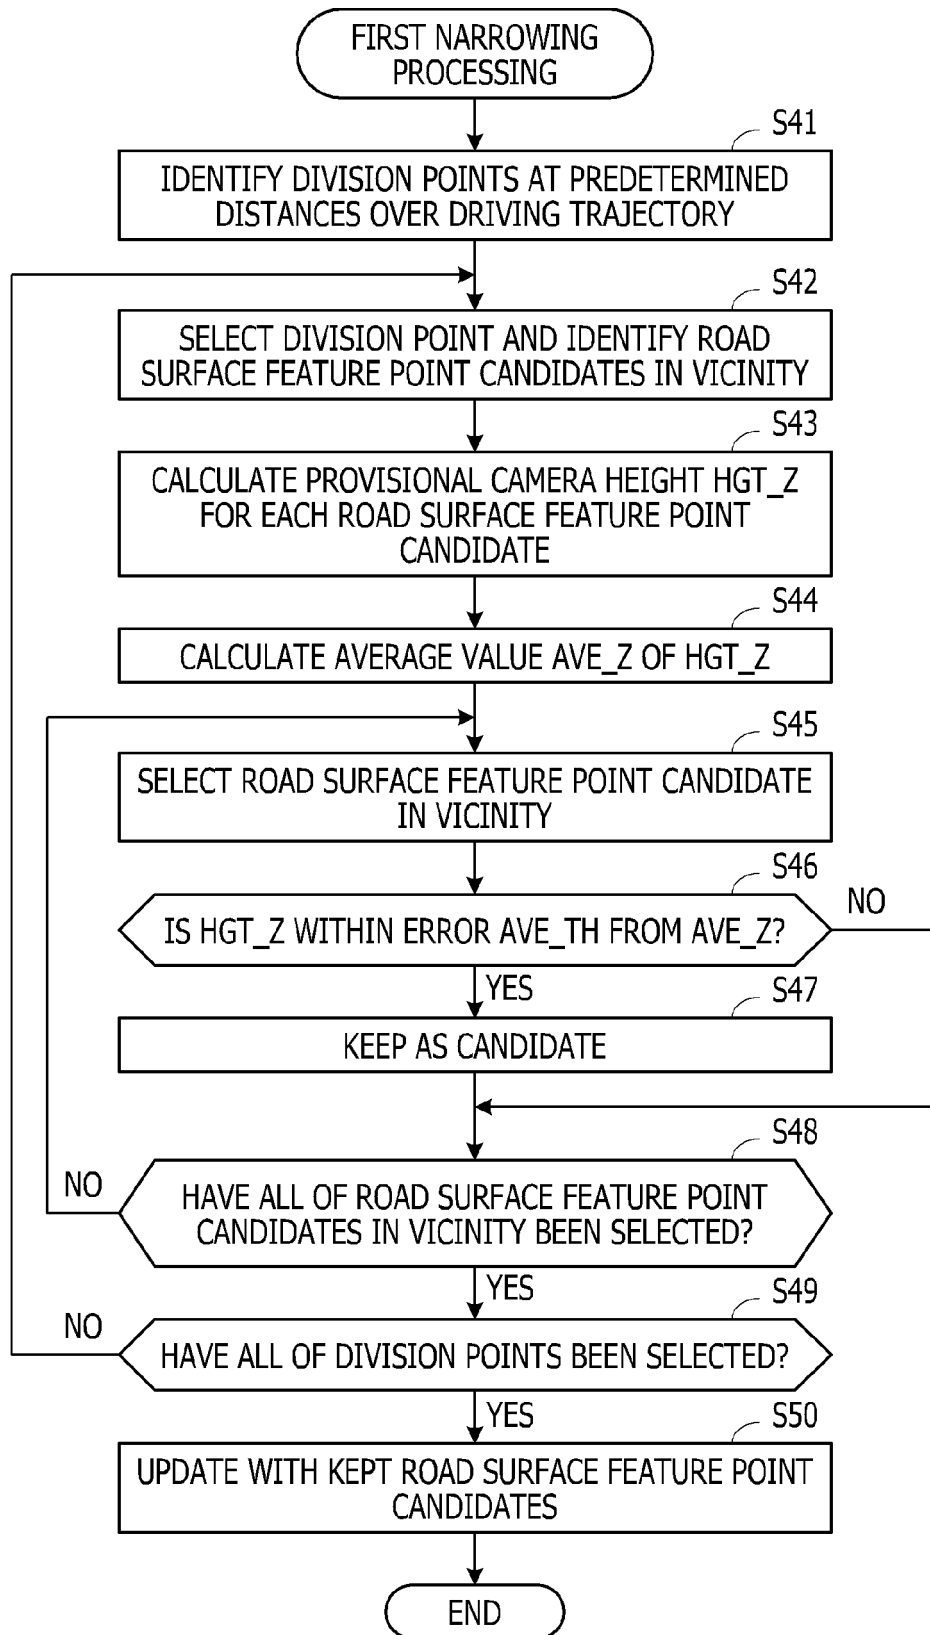 FIRST NARROWING
PROCESSING
S41
IDENTIFY DIVISION POINTS AT PREDETERMINED
DISTANCES OVER DRIVING TRAJECTORY
S42
SELECT DIVISION POINT AND IDENTIFY ROAD
SURFACE FEATURE POINT CANDIDATES IN VICINITY
S43
CALCULATE PROVISIONAL CAMERA HEIGHT HGT_Z
FOR EACH ROAD SURFACE FEATURE POINT
CANDIDATE
S44
CALCULATE AVERAGE VALUE AVE_Z OF HGT_Z
S45
SELECT ROAD SURFACE FEATURE POINT CANDIDATE
IN VICINITY
S46
IS HGT_Z WITHIN ERROR AVE_TH FROM AVE_Z?
NO
YES
S47
KEEP AS CANDIDATE
S48
NO
HAVE ALL OF ROAD SURFACE FEATURE POINT
CANDIDATES IN VICINITY BEEN SELECTED?
YES
S49
NO
HAVE ALL OF DIVISION POINTS BEEN SELECTED?
YES
S50
UPDATE WITH KEPT ROAD SURFACE FEATURE POINT
CANDIDATES
END